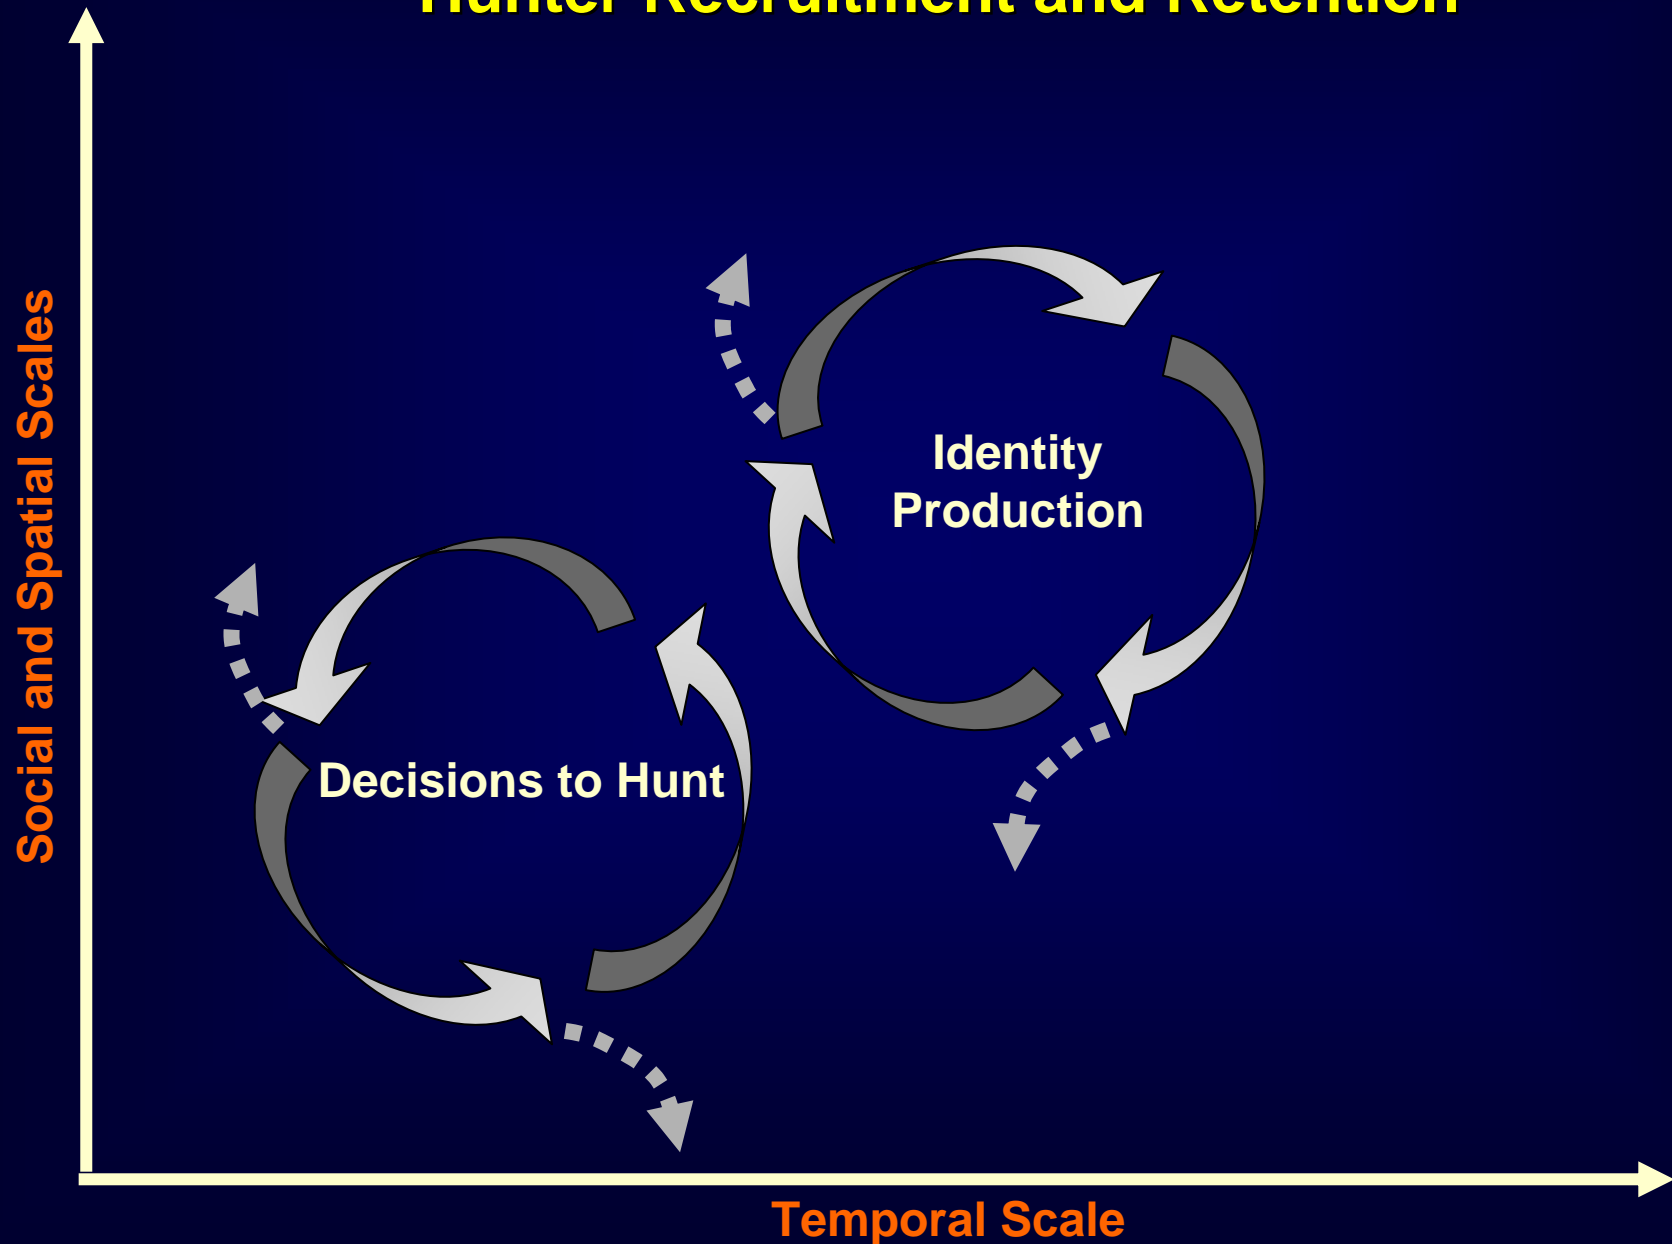 Hunter Recruitment and Retention
Social and Spatial Scales
Identity
Production
Decisions to Hunt
Temporal Scale